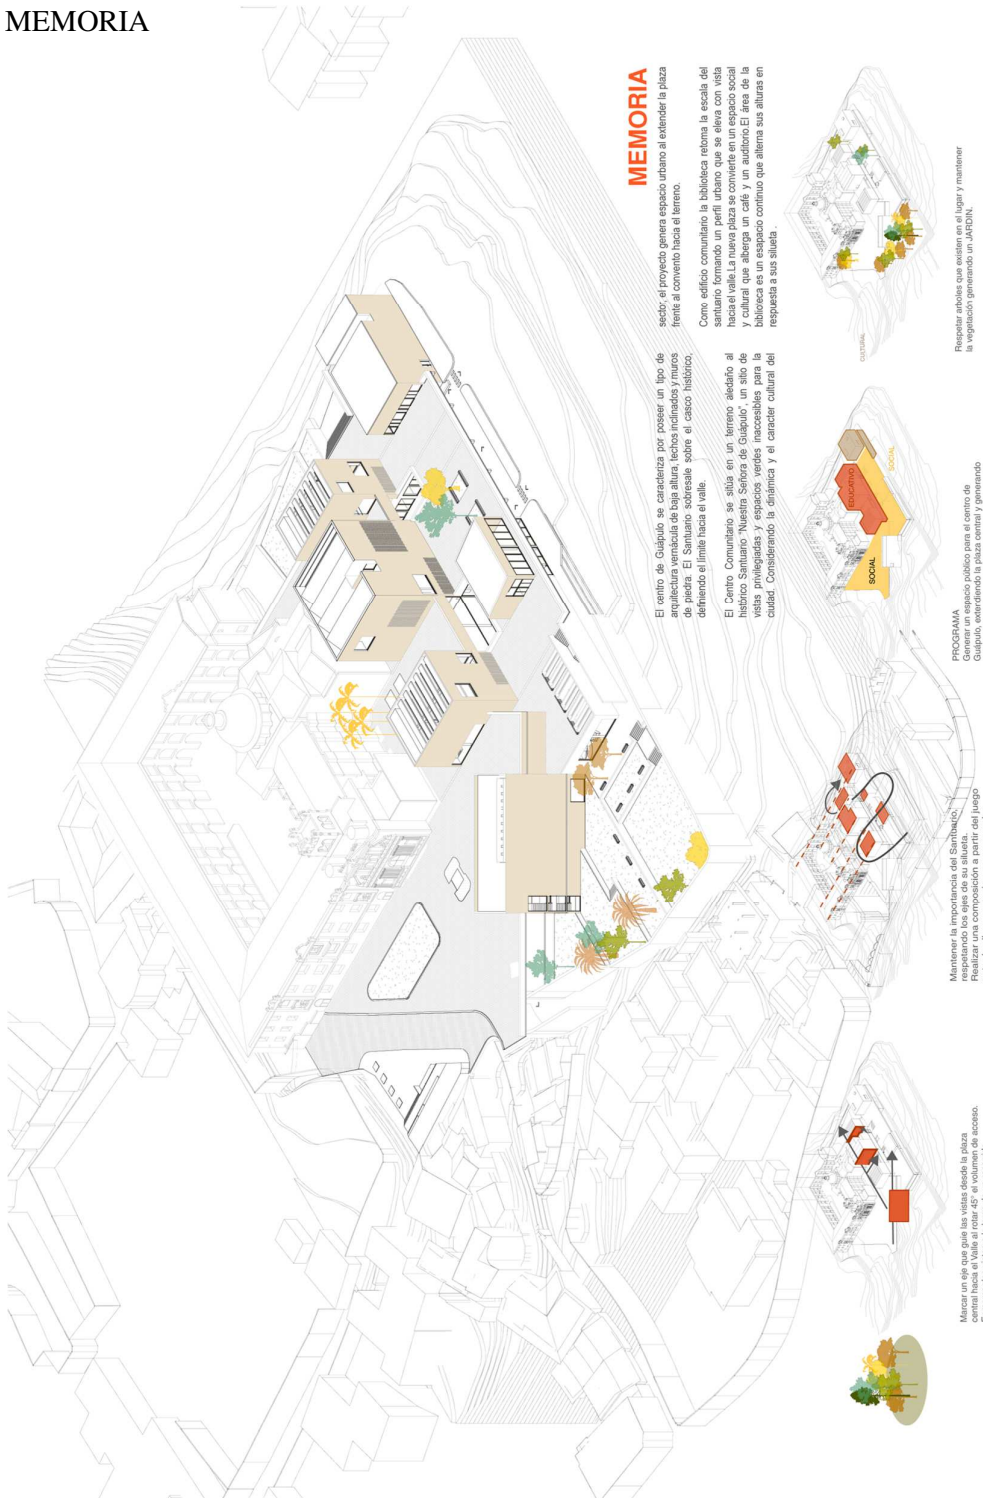 MEMORIA
MEMORIA
El centro de Guápulo se caracteriza por poseer un tipo de
arquitectura vernácula de baja altura, techos inclinados y muros
de piedra. El Santuario sobresale sobre el casco histórico,
definiendo el límite hacia el valle.
El Centro Comunitario se sitúa en un terreno aledaño al
histórico Santuario "Nuestra Señora de Guápulo", un sitio de
vistas privilegiadas y espacios verdes inaccesibles para la
ciudad. Considerando la dinámica y el caracter cultural del
sector, el proyecto genera espacio urbano al extender la plaza
frente al convento hacia el terreno.
Como edificio comunitario la biblioteca retoma la escala del
santuario formando un perfil urbano que se eleva con vista
hacia el valle.La nueva plaza se convierte en un espacio social
y cultural que alberga un café y un auditorio.El área de la
biblioteca es un esapacio continuo que alterna sus alturas en
respuesta a sus silueta .
Marcar un eje que guie las vistas desde la plaza
central hacia el Valle al rotar 45° el volumen de acceso.
Mantener la importancia del Santuario,
respetando los ejes de su silueta.
Realizar una composición a partir del juego
SOCIAL
EDUCATIVO
SOCIAL
CULTURAL
PROGRAMA
Generar un espacio público para el centro de
Guápulo, exterdiendo la plaza central y generando
Respetar arboles que existen en el lugar y mantener
la vegetación generando un JARDIN.